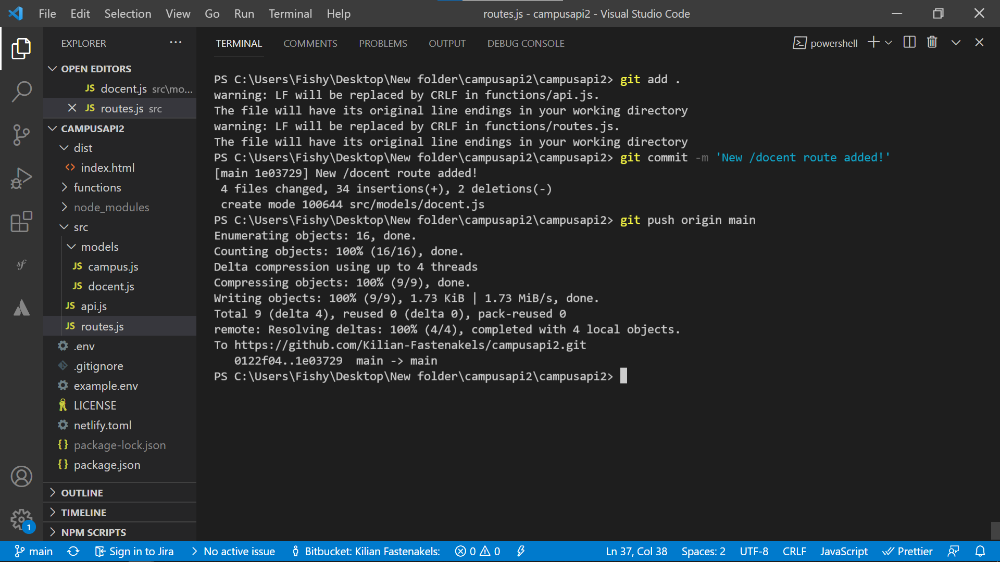 File Edit Selection View Go Run Terminal Help
routes.js - campusapi2 - Visual Studio Code
EXPLORER
OPEN EDITORS
JS docent.js src\mo...
JS routes.js src
CAMPUSAPI2
dist
index.html
functions
node_modules
src
models
JS campus.js
JS docent.js
JS api.js
JS routes.js
.env
.gitignore
example.env
LICENSE
netlify.toml
{} package-lock.json
{} package.json
OUTLINE
TIMELINE
NPM SCRIPTS
sf
1
TERMINAL COMMENTS PROBLEMS OUTPUT DEBUG CONSOLE
powershell
PS C:\Users\Fishy\Desktop\New folder\campusapi2\campusapi2> git add .
warning: LF will be replaced by CRLF in functions/api.js.
The file will have its original line endings in your working directory
warning: LF will be replaced by CRLF in functions/routes.js.
The file will have its original line endings in your working directory
PS C:\Users\Fishy\Desktop\New folder\campusapi2\campusapi2> git commit -m 'New /docent route added!'
[main 1e03729] New /docent route added!
 4 files changed, 34 insertions(+), 2 deletions(-)
 create mode 100644 src/models/docent.js
PS C:\Users\Fishy\Desktop\New folder\campusapi2\campusapi2> git push origin main
Enumerating objects: 16, done.
Counting objects: 100% (16/16), done.
Delta compression using up to 4 threads
Compressing objects: 100% (9/9), done.
Writing objects: 100% (9/9), 1.73 KiB | 1.73 MiB/s, done.
Total 9 (delta 4), reused 0 (delta 0), pack-reused 0
remote: Resolving deltas: 100% (4/4), completed with 4 local objects.
To https://github.com/Kilian-Fastenakels/campusapi2.git
   0122f04..1e03729  main -> main
PS C:\Users\Fishy\Desktop\New folder\campusapi2\campusapi2>
main Sign in to Jira No active issue Bitbucket: Kilian Fastenakels: 0 0 Ln 37, Col 38 Spaces: 2 UTF-8 CRLF JavaScript Prettier